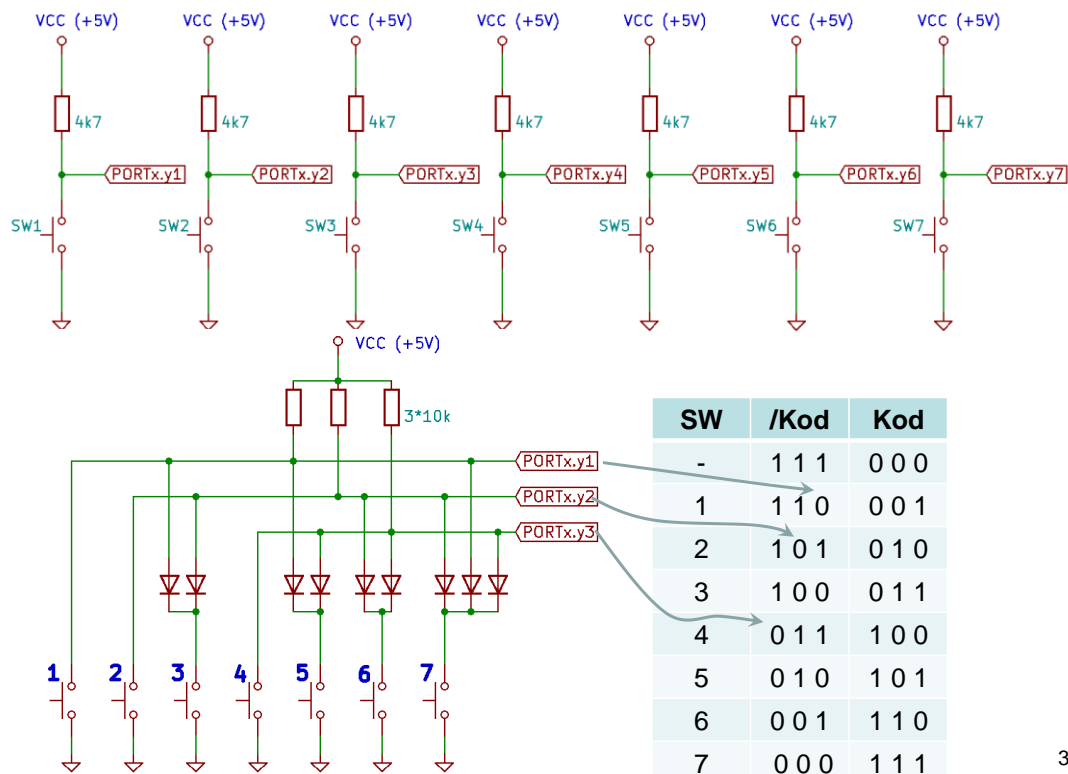 VCC (+5V) VCC (+5V) VCC (+5V) VCC (+5V) VCC (+5V) VCC (+5V) VCC (+5V)
4k7 4k7 4k7 4k7 4k7 4k7 4k7
PORTx.y1 PORTx.y2 PORTx.y3 PORTx.y4 PORTx.y5 PORTx.y6 PORTx.y7
SW1 SW2 SW3 SW4 SW5 SW6 SW7
VCC (+5V)
3*10k
PORTx.y1
PORTx.y2
PORTx.y3
1 2 3 4 5 6 7
SW /Kod Kod
- 1 1 1 0 0 0
1 1 1 0 0 0 1
2 1 0 1 0 1 0
3 1 0 0 0 1 1
4 0 1 1 1 0 0
5 0 1 0 1 0 1
6 0 0 1 1 1 0
7 0 0 0 1 1 1
3